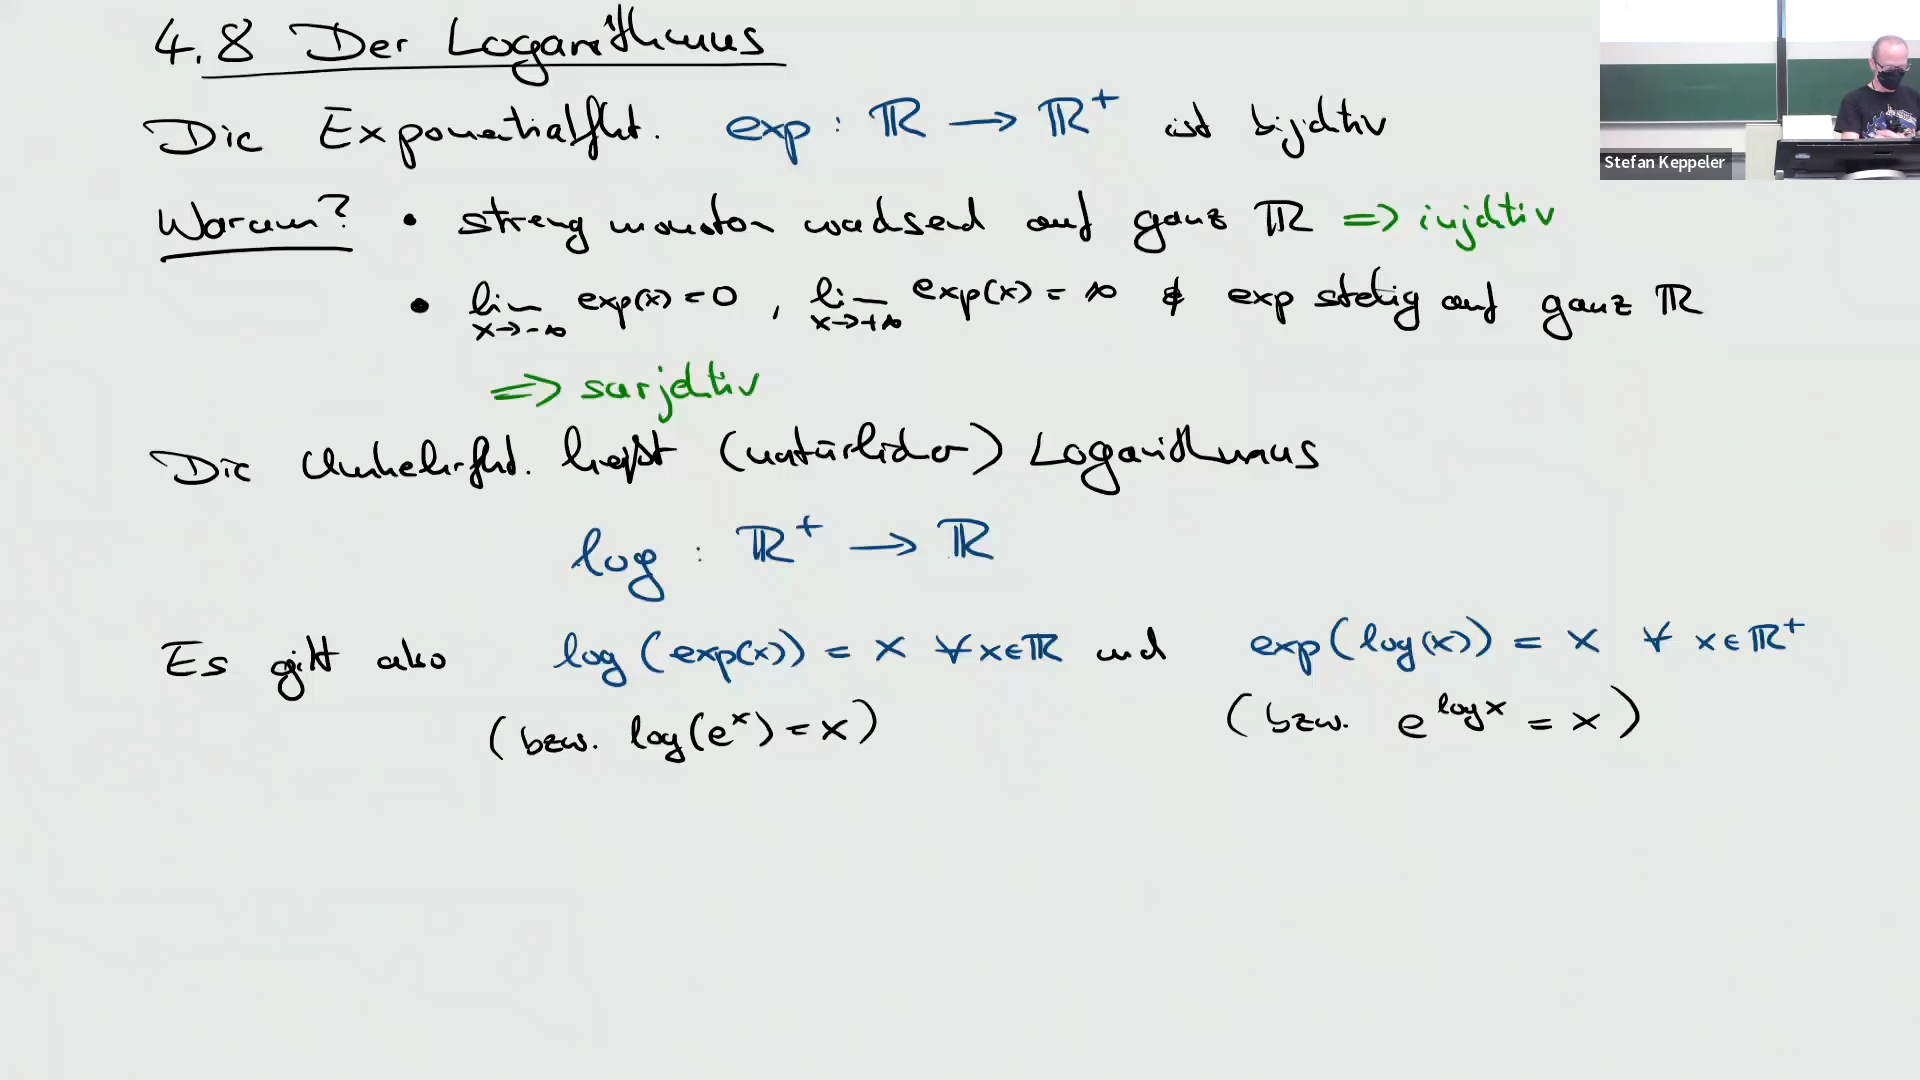 4.8 Der Logarithmus
Die Exponentialfkt. exp : ℝ → ℝ⁺ ist bijektiv
Stefan Keppeler
Warum? • streng monoton wachsend auf ganz ℝ ⇒ injektiv
• lim x→-∞ exp(x) = 0 , lim x→+∞ exp(x) = ∞ & exp stetig auf ganz ℝ
⇒ surjektiv
Die Umkehrfkt. heißt (natürlicher) Logarithmus
log : ℝ⁺ → ℝ
Es gilt also log(exp(x)) = x ∀ x∈ℝ und exp(log(x)) = x ∀ x∈ℝ⁺
(bzw. log(eˣ) = x) (bzw. e^{log x} = x)